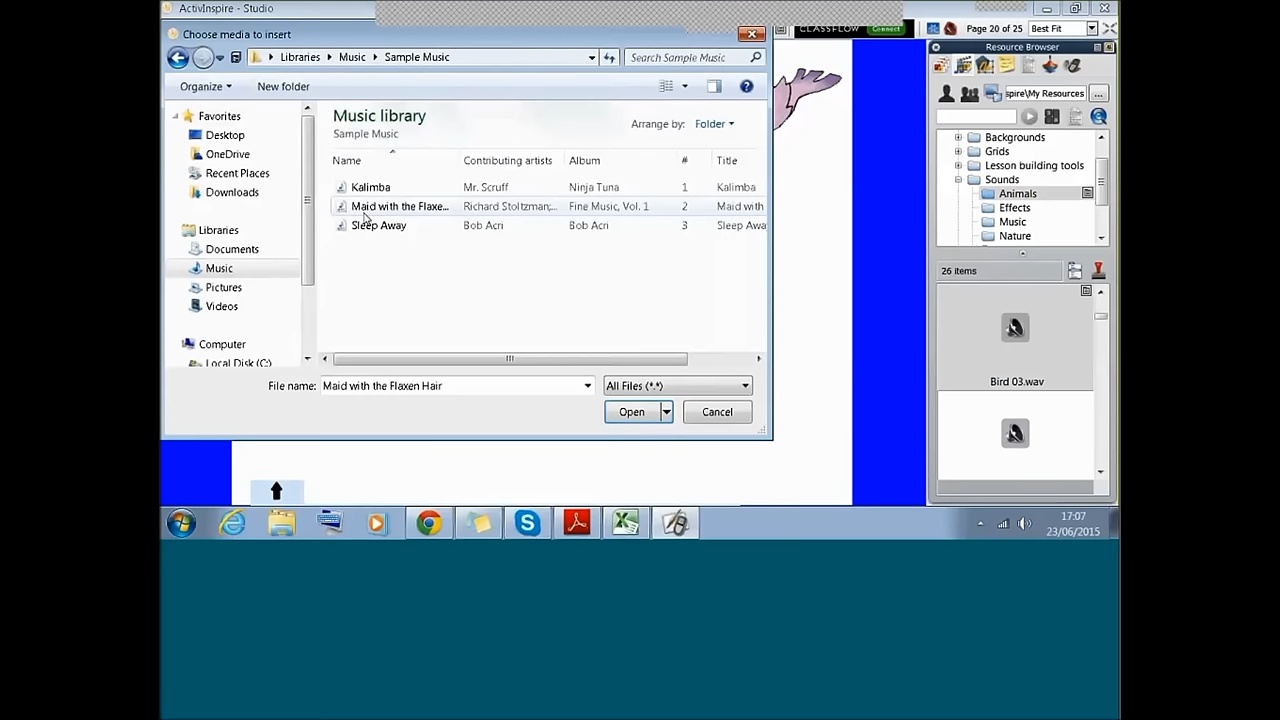 ActivInspire - Studio
Choose media to insert
Libraries Music Sample Music
Search Sample Music
Organize New folder
Favorites
Desktop
OneDrive
Recent Places
Downloads
Libraries
Documents
Music
Pictures
Videos
Computer
Local Disk (C:)
Music library
Sample Music
Arrange by: Folder
Name Contributing artists Album # Title
Kalimba Mr. Scruff Ninja Tuna 1 Kalimba
Maid with the Flaxe... Richard Stoltzman,... Fine Music, Vol. 1 2 Maid with
Sleep Away Bob Acri Bob Acri 3 Sleep Awa
File name: Maid with the Flaxen Hair All Files (*.*)
Open Cancel
CLASSFLOW Connect Page 20 of 25 Best Fit
Resource Browser
spire\My Resources ...
Backgrounds
Grids
Lesson building tools
Sounds
Animals
Effects
Music
Nature
26 items
Bird 03.wav
17:07
23/06/2015